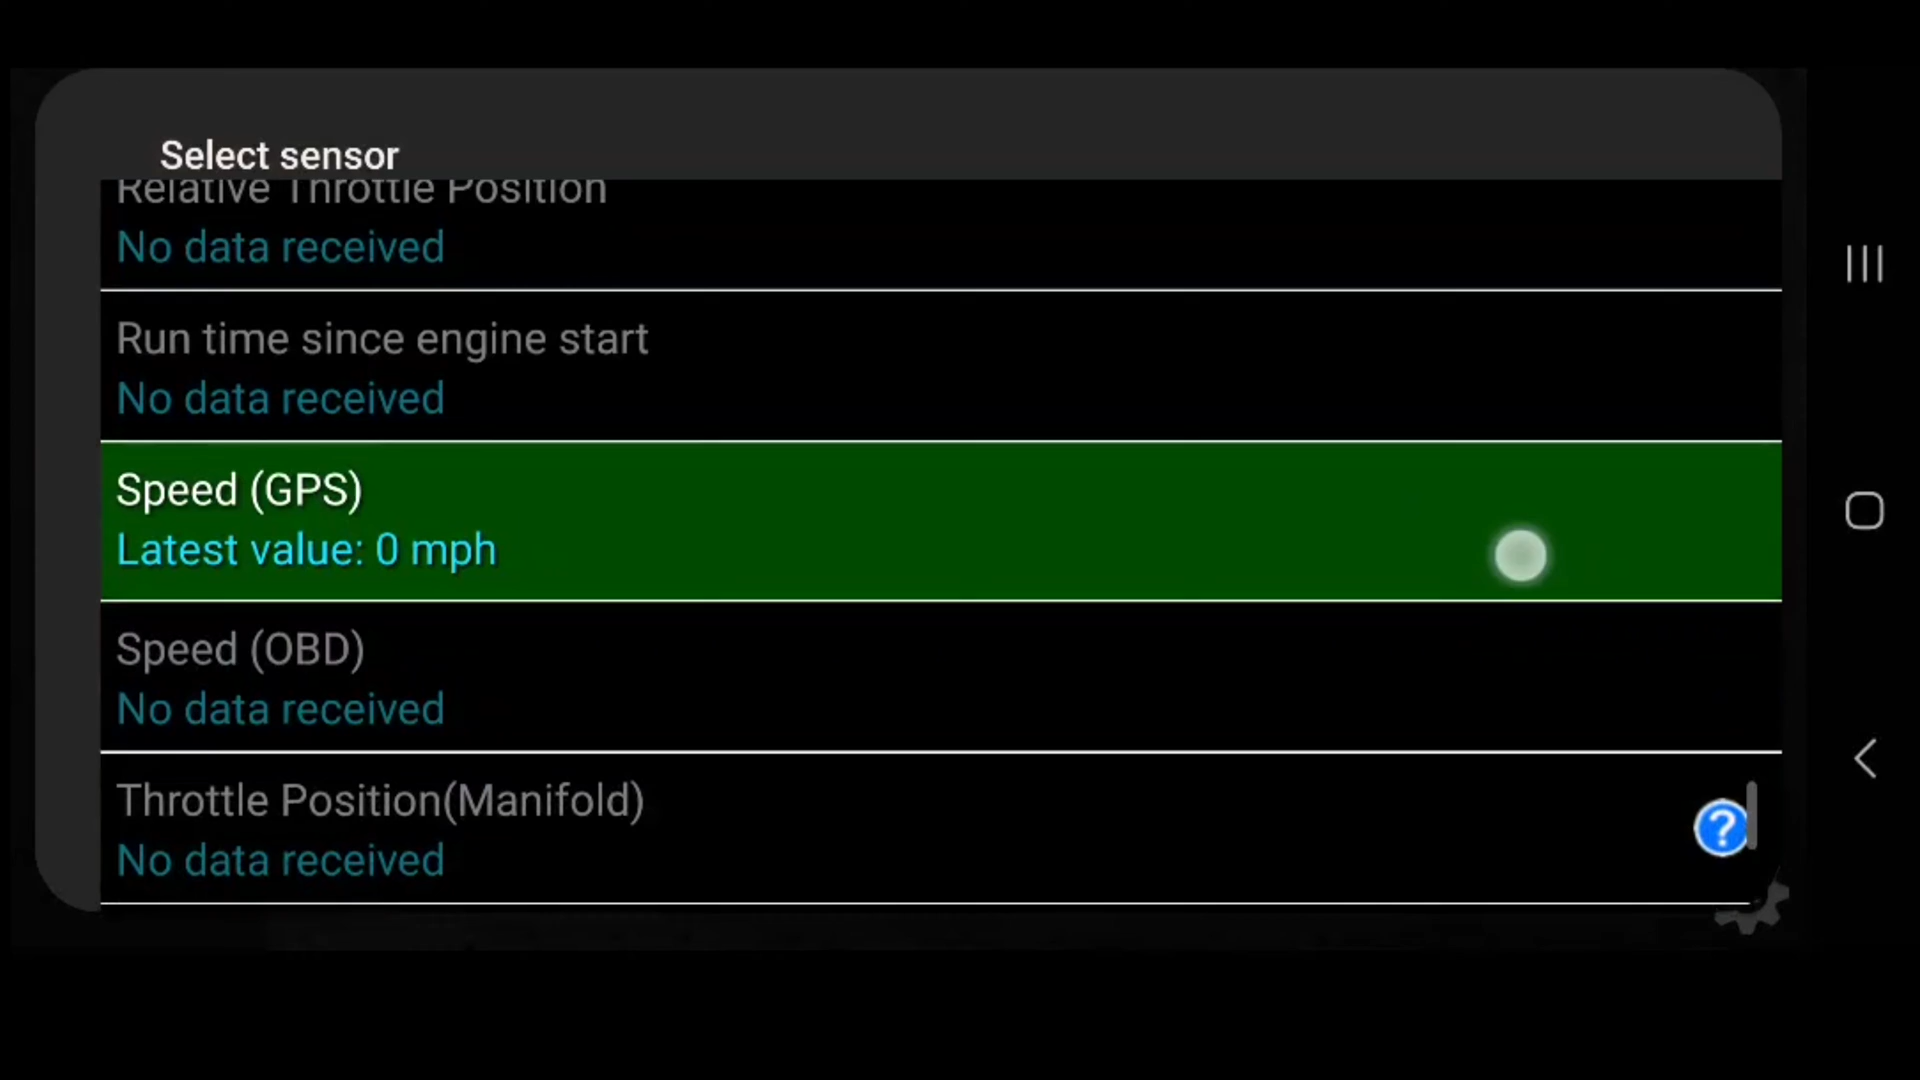 Select sensor
Relative Throttle Position
No data received
Run time since engine start
No data received
Speed (GPS)
Latest value: 0 mph
Speed (OBD)
No data received
Throttle Position(Manifold)
No data received
?